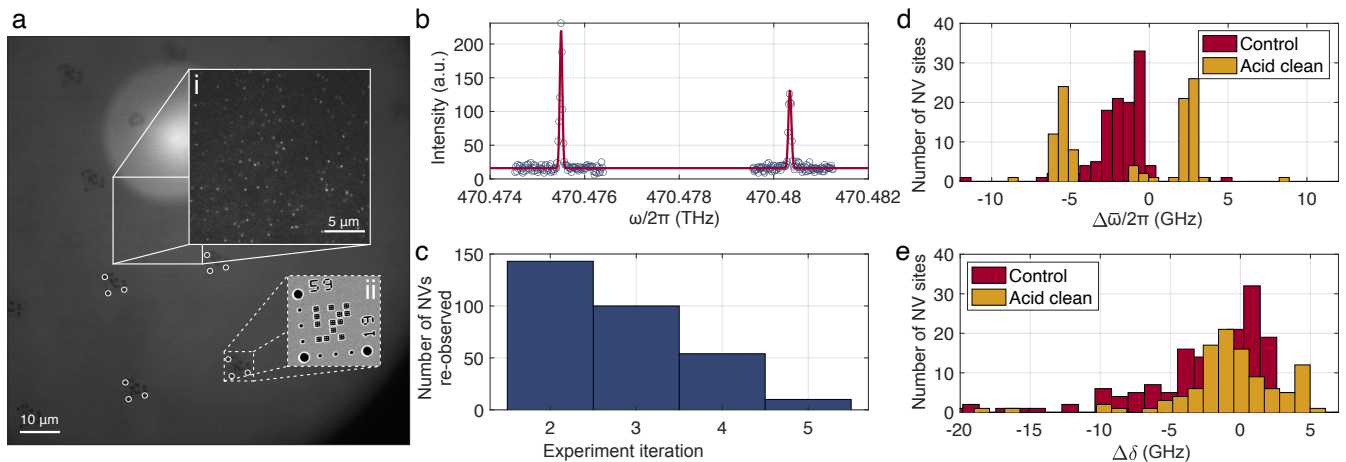 a
i
5 µm
59
ii
19
10 µm
b
Intensity (a.u.)
200
150
100
50
0
470.474
470.476
470.478
470.48
470.482
ω/2π (THz)
c
Number of NVs
re-observed
150
100
50
0
2
3
4
5
Experiment iteration
d
Number of NV sites
40
30
20
10
0
Control
Acid clean
-10
-5
0
5
10
Δω̅/2π (GHz)
e
Number of NV sites
40
30
20
10
0
Control
Acid clean
-20
-15
-10
-5
0
5
Δδ (GHz)